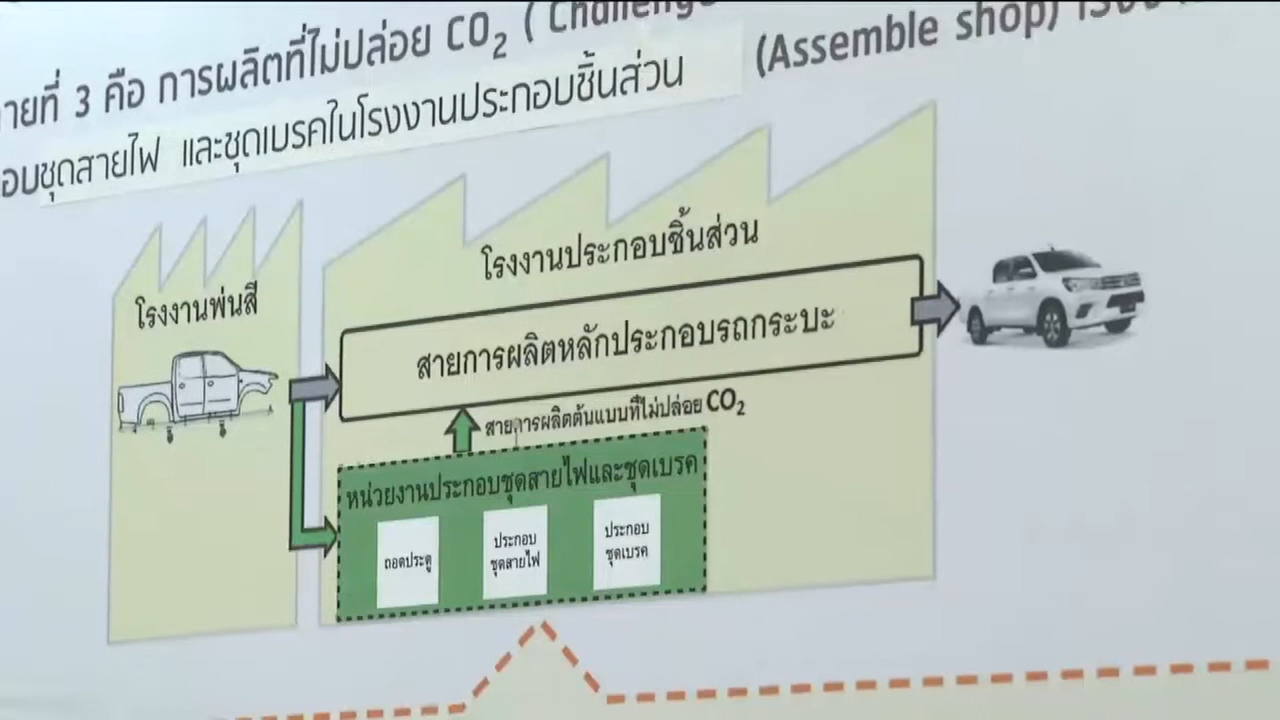 ายที่ 3 คือ การผลิตที่ไม่ปล่อย CO2 ( Challenge
อบชุดสายไฟ และชุดเบรคในโรงงานประกอบชิ้นส่วน (Assemble shop)
โรงงานพ่นสี
โรงงานประกอบชิ้นส่วน
สายการผลิตหลักประกอบรถกระบะ
สายการผลิตต้นแบบที่ไม่ปล่อย CO2
หน่วยงานประกอบชุดสายไฟและชุดเบรค
ถอดประตู
ประกอบ
ชุดสายไฟ
ประกอบ
ชุดเบรค